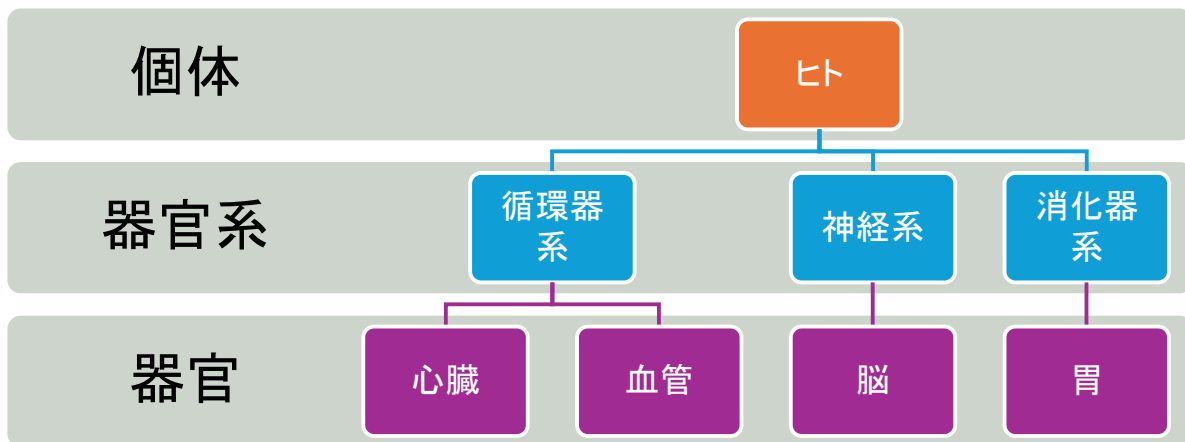 個体
ヒト
器官系
循環器
系
神経系
消化器
系
器官
心臓
血管
脳
胃